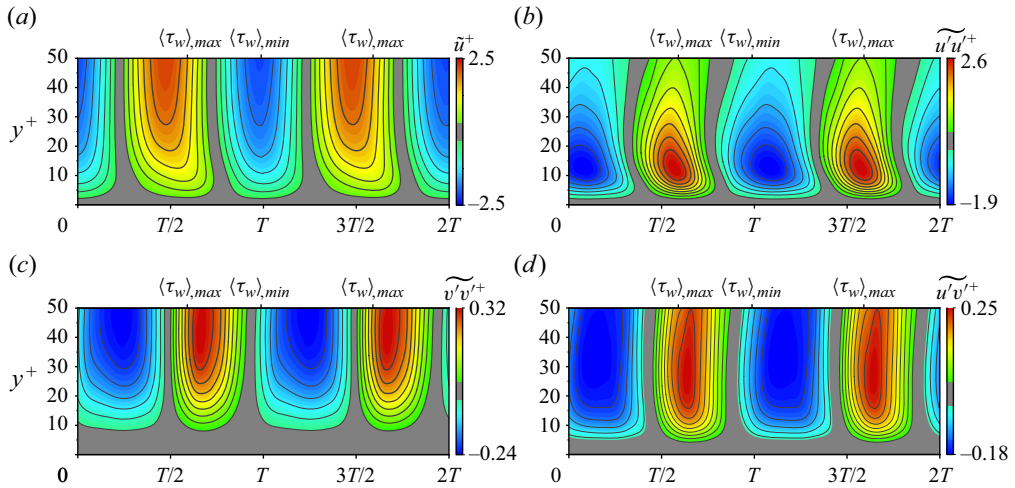 (a) ⟨τw⟩,max ⟨τw⟩,min ⟨τw⟩,max ũ+
50 2.5
40
30
y+
20
10
0 T/2 T 3T/2 2T −2.5
(b) ⟨τw⟩,max ⟨τw⟩,min ⟨τw⟩,max u′u′+
50 2.6
40
30
20
10
0 T/2 T 3T/2 2T −1.9
(c) ⟨τw⟩,max ⟨τw⟩,min ⟨τw⟩,max v′v′+
50 0.32
40
30
y+
20
10
0 T/2 T 3T/2 2T −0.24
(d) ⟨τw⟩,max ⟨τw⟩,min ⟨τw⟩,max u′v′+
50 0.25
40
30
20
10
0 T/2 T 3T/2 2T −0.18